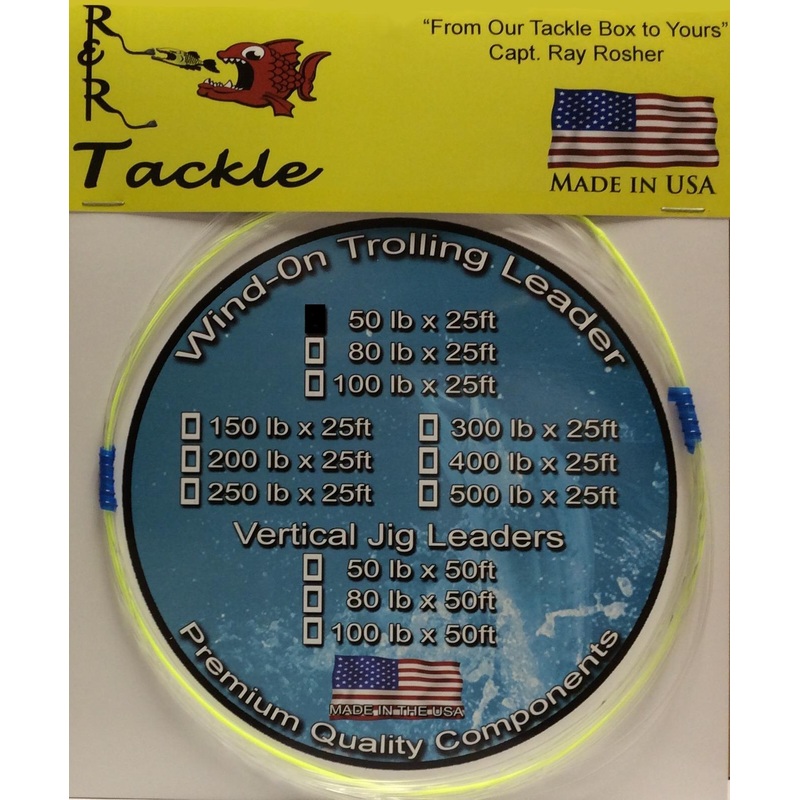 R&R
Tackle
“From Our Tackle Box to Yours”
Capt. Ray Rosher
MADE IN USA
Wind-On Trolling Leader
50 lb x 25ft
80 lb x 25ft
100 lb x 25ft
150 lb x 25ft
200 lb x 25ft
250 lb x 25ft
300 lb x 25ft
400 lb x 25ft
500 lb x 25ft
Vertical Jig Leaders
50 lb x 50ft
80 lb x 50ft
100 lb x 50ft
MADE IN THE USA
Premium Quality Components